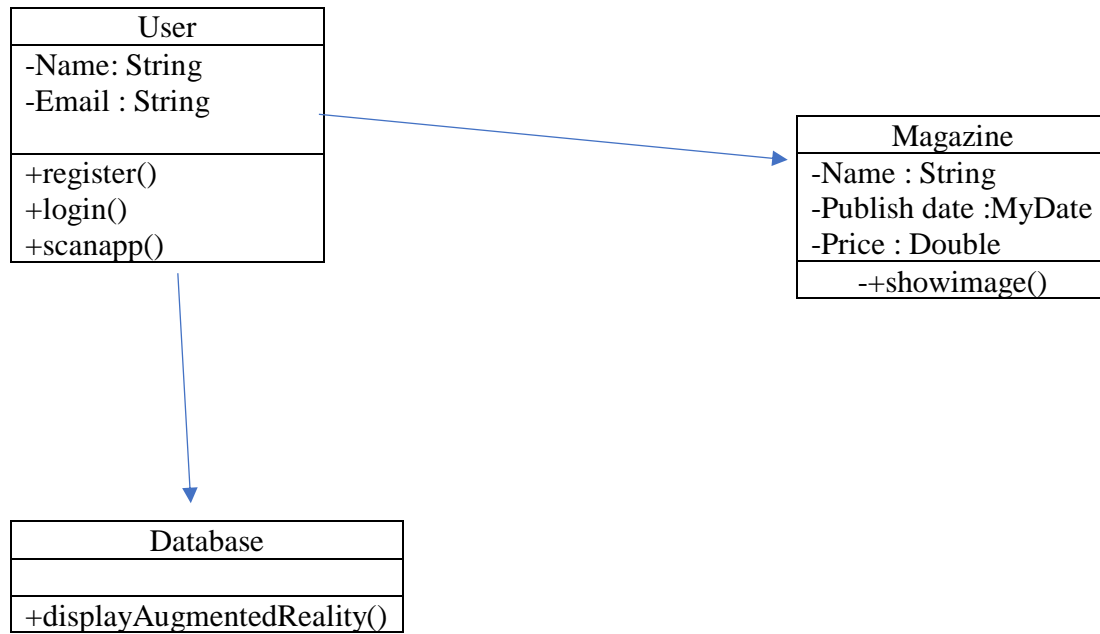 User
-Name: String
-Email : String
+register()
+login()
+scanapp()
Magazine
-Name : String
-Publish date :MyDate
-Price : Double
-+showimage()
Database
+displayAugmentedReality()